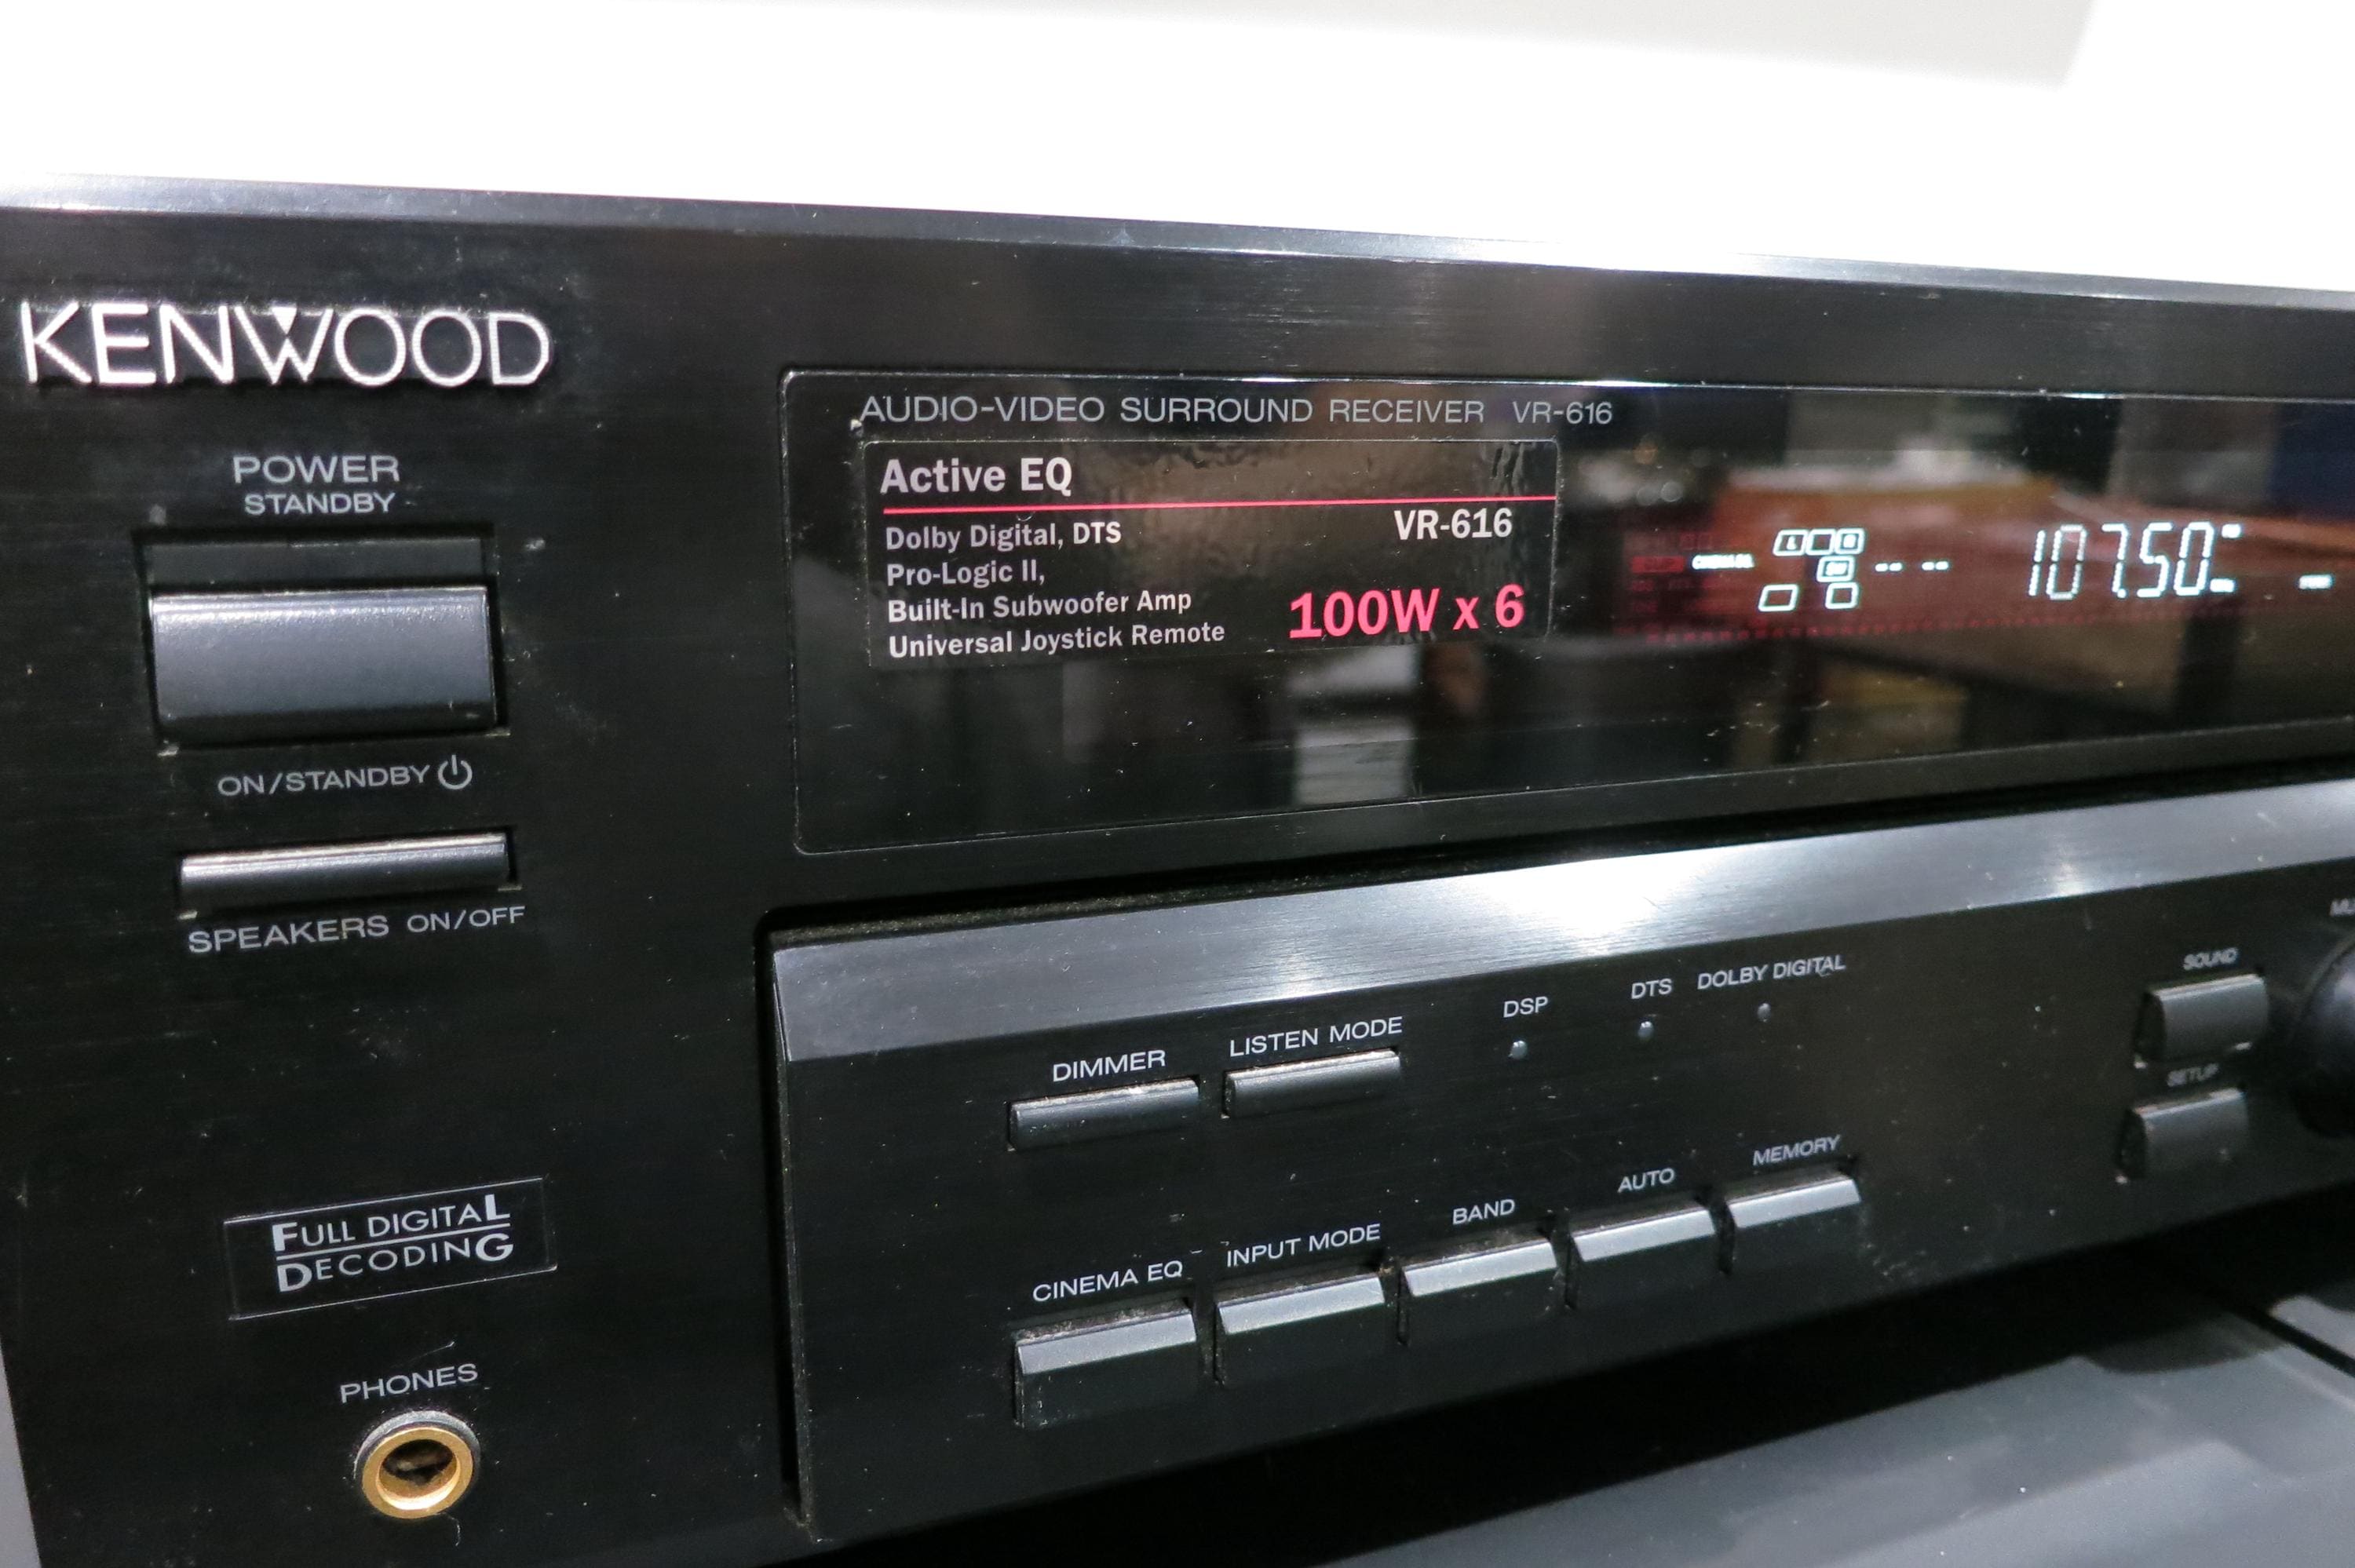 KENWOOD
POWER
STANDBY
ON/STANDBY
SPEAKERS ON/OFF
FULL DIGITAL
DECODING
PHONES
AUDIO-VIDEO SURROUND RECEIVER VR-616
Active EQ
Dolby Digital, DTS
VR-616
Pro-Logic II,
Built-In Subwoofer Amp
Universal Joystick Remote
100W x 6
107.50
DIMMER
LISTEN MODE
DSP
DTS
DOLBY DIGITAL
CINEMA EQ
INPUT MODE
BAND
AUTO
MEMORY
SOUND
SETUP